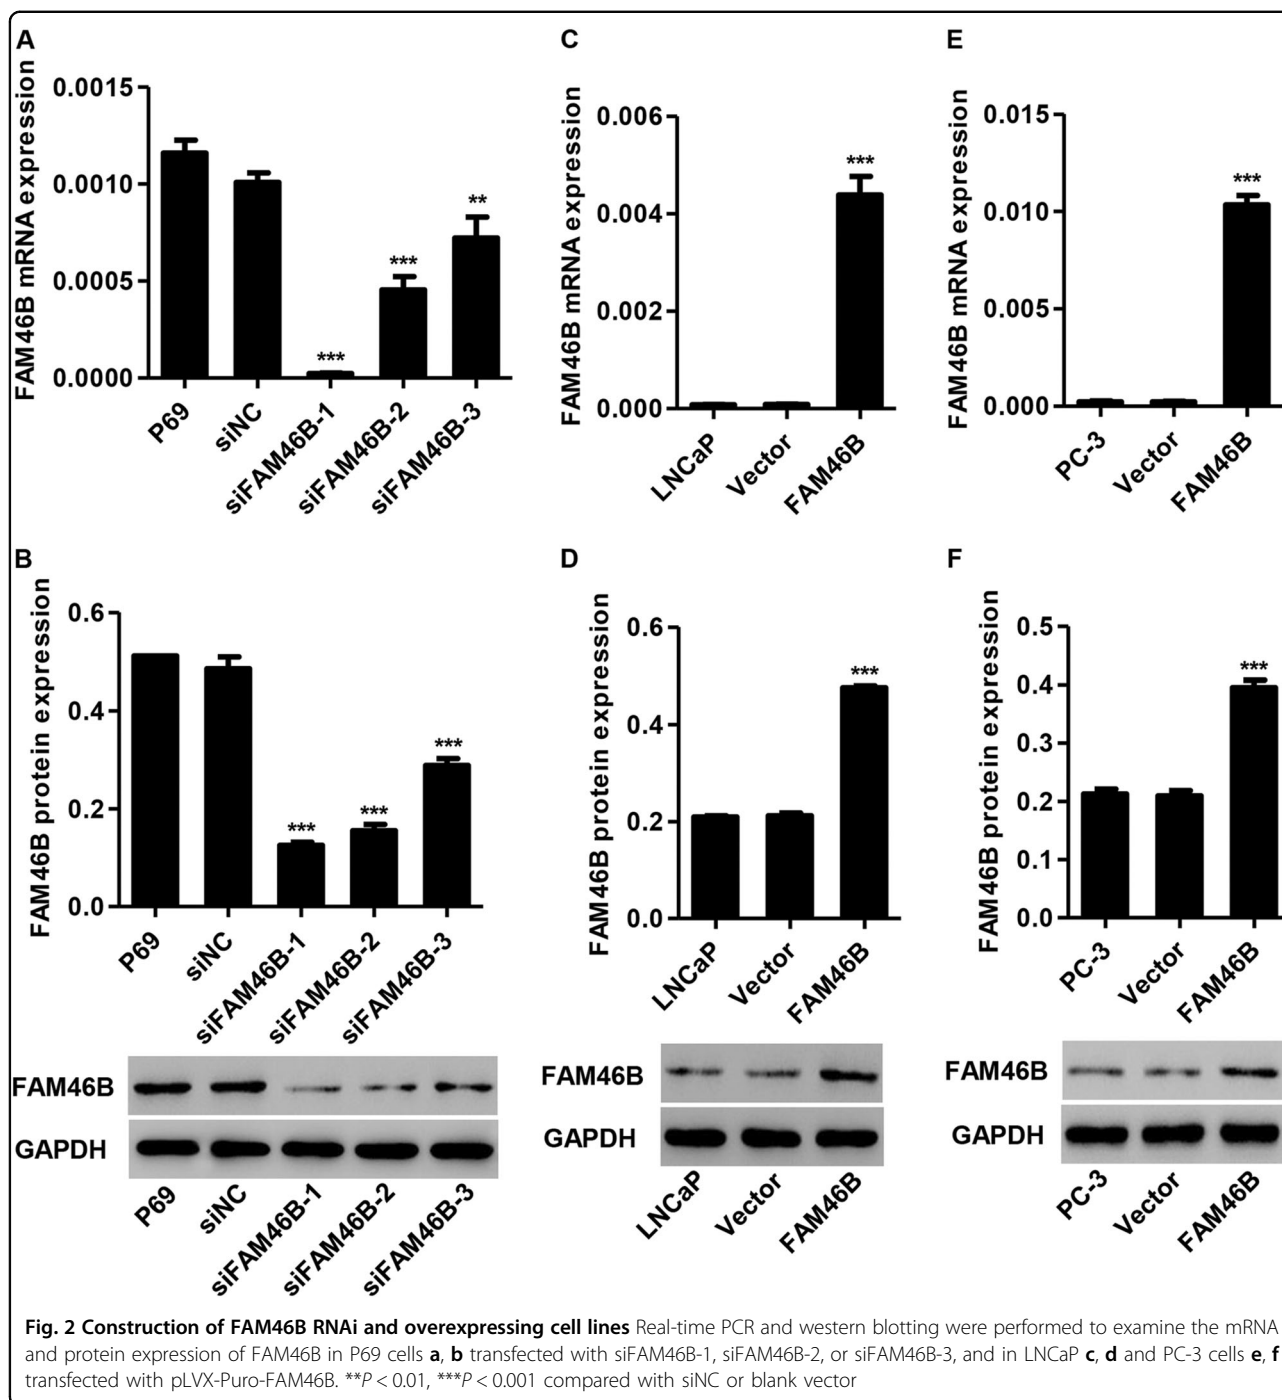 A
FAM46B mRNA expression
0.0015
0.0010
0.0005
0.0000
***
***
**
P69
siNC
siFAM46B-1
siFAM46B-2
siFAM46B-3
C
FAM46B mRNA expression
0.006
0.004
0.002
0.000
***
LNCaP
Vector
FAM46B
E
FAM46B mRNA expression
0.015
0.010
0.005
0.000
***
PC-3
Vector
FAM46B
B
FAM46B protein expression
0.6
0.4
0.2
0.0
***
***
***
P69
siNC
siFAM46B-1
siFAM46B-2
siFAM46B-3
FAM46B
GAPDH
P69
siNC
siFAM46B-1
siFAM46B-2
siFAM46B-3
D
FAM46B protein expression
0.6
0.4
0.2
0.0
***
LNCaP
Vector
FAM46B
FAM46B
GAPDH
LNCaP
Vector
FAM46B
F
FAM46B protein expression
0.5
0.4
0.3
0.2
0.1
0.0
***
PC-3
Vector
FAM46B
FAM46B
GAPDH
PC-3
Vector
FAM46B
Fig. 2 Construction of FAM46B RNAi and overexpressing cell lines Real-time PCR and western blotting were performed to examine the mRNA
and protein expression of FAM46B in P69 cells a, b transfected with siFAM46B-1, siFAM46B-2, or siFAM46B-3, and in LNCaP c, d and PC-3 cells e, f
transfected with pLVX-Puro-FAM46B. **P < 0.01, ***P < 0.001 compared with siNC or blank vector